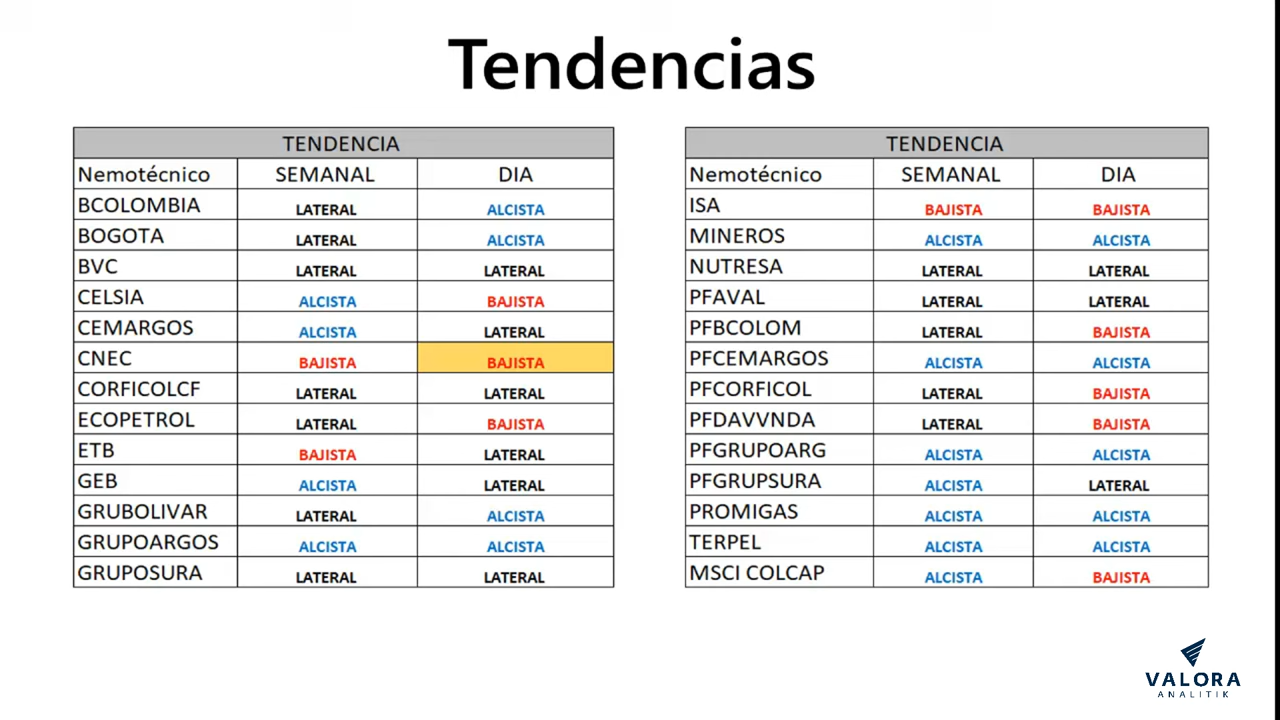 Tendencias
TENDENCIA
Nemotécnico SEMANAL DIA
BCOLOMBIA LATERAL ALCISTA
BOGOTA LATERAL ALCISTA
BVC LATERAL LATERAL
CELSIA ALCISTA BAJISTA
CEMARGOS ALCISTA LATERAL
CNEC BAJISTA BAJISTA
CORFICOLCF LATERAL LATERAL
ECOPETROL LATERAL BAJISTA
ETB BAJISTA LATERAL
GEB ALCISTA LATERAL
GRUBOLIVAR LATERAL ALCISTA
GRUPOARGOS ALCISTA ALCISTA
GRUPOSURA LATERAL LATERAL
TENDENCIA
Nemotécnico SEMANAL DIA
ISA BAJISTA BAJISTA
MINEROS ALCISTA ALCISTA
NUTRESA LATERAL LATERAL
PFAVAL LATERAL LATERAL
PFBCOLOM LATERAL BAJISTA
PFCEMARGOS ALCISTA ALCISTA
PFCORFICOL LATERAL BAJISTA
PFDAVVNDA LATERAL BAJISTA
PFGRUPOARG ALCISTA ALCISTA
PFGRUPSURA ALCISTA LATERAL
PROMIGAS ALCISTA ALCISTA
TERPEL ALCISTA ALCISTA
MSCI COLCAP ALCISTA BAJISTA
VALORA
ANALITIK